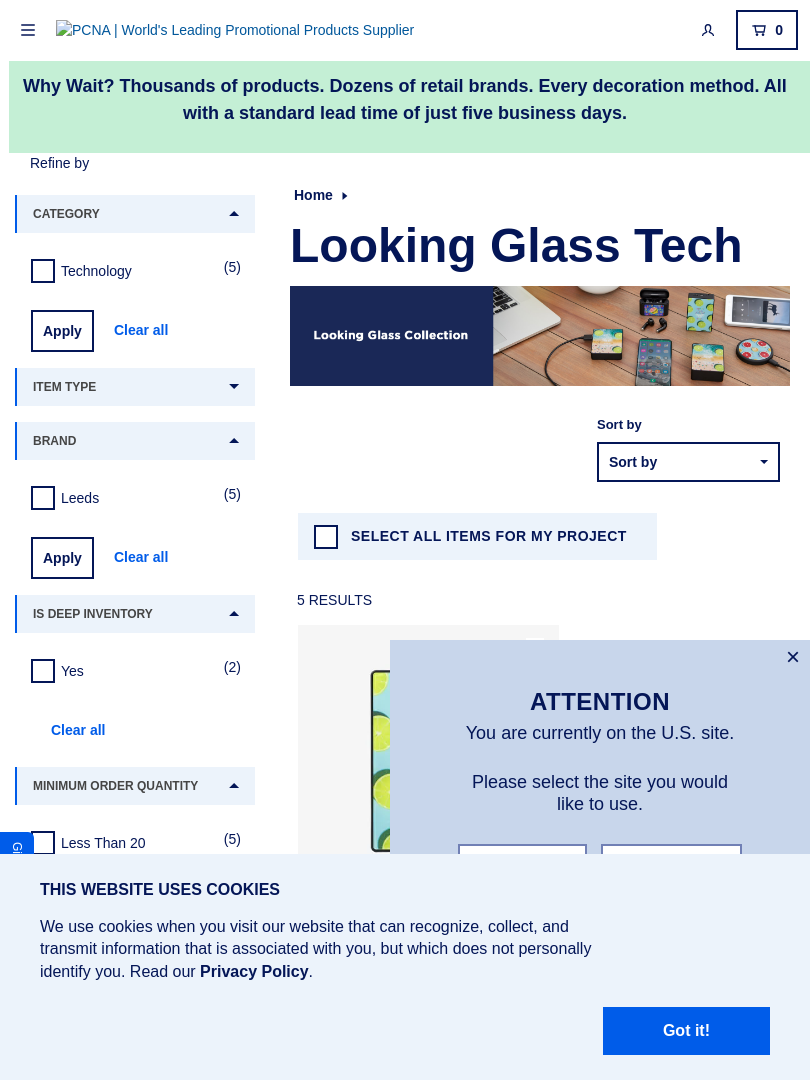 PCNA | World's Leading Promotional Products Supplier
0
Why Wait? Thousands of products. Dozens of retail brands. Every decoration method. All
with a standard lead time of just five business days.
Refine by
CATEGORY
Technology (5)
Apply Clear all
ITEM TYPE
BRAND
Leeds (5)
Apply Clear all
IS DEEP INVENTORY
Yes (2)
Clear all
MINIMUM ORDER QUANTITY
Less Than 20 (5)
Home
Looking Glass Tech
Looking Glass Collection
Sort by
Sort by
SELECT ALL ITEMS FOR MY PROJECT
5 RESULTS
×
ATTENTION
You are currently on the U.S. site.
Please select the site you would
like to use.
THIS WEBSITE USES COOKIES
We use cookies when you visit our website that can recognize, collect, and
transmit information that is associated with you, but which does not personally
identify you. Read our Privacy Policy.
Got it!